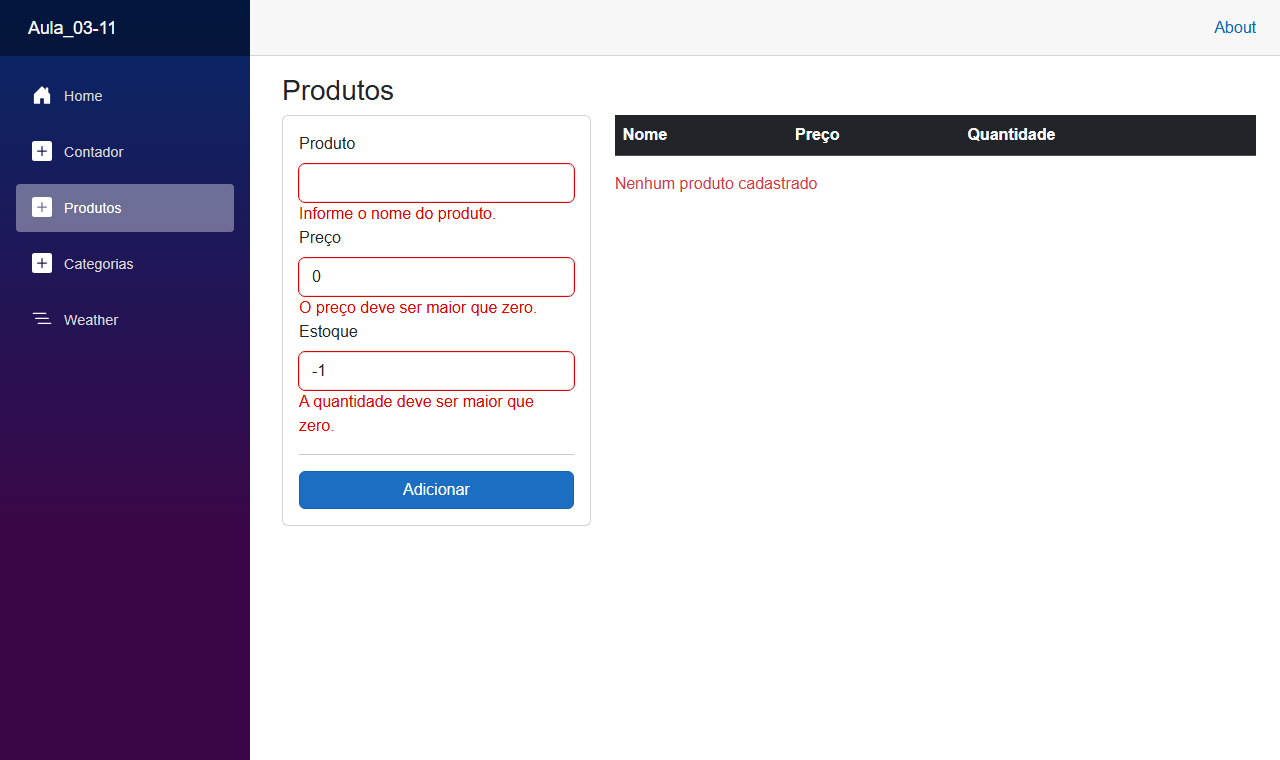 Aula_03-11
About
Home
Contador
Produtos
Categorias
Weather
Produtos
Produto
Informe o nome do produto.
Preço
0
O preço deve ser maior que zero.
Estoque
-1
A quantidade deve ser maior que
zero.
Adicionar
Nome Preço Quantidade
Nenhum produto cadastrado